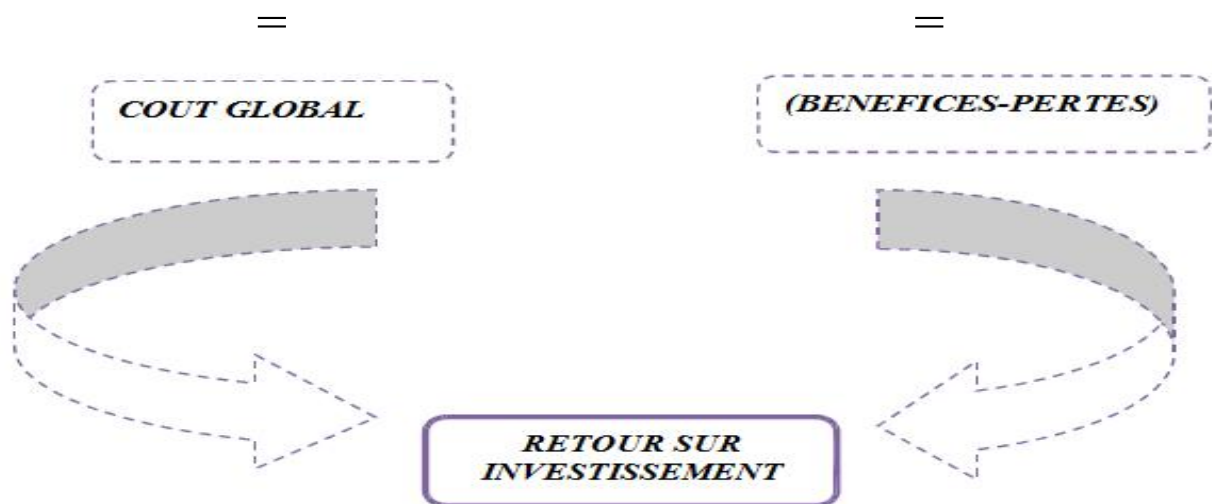 = =
COUT GLOBAL
(BENEFICES-PERTES)
RETOUR SUR
INVESTISSEMENT